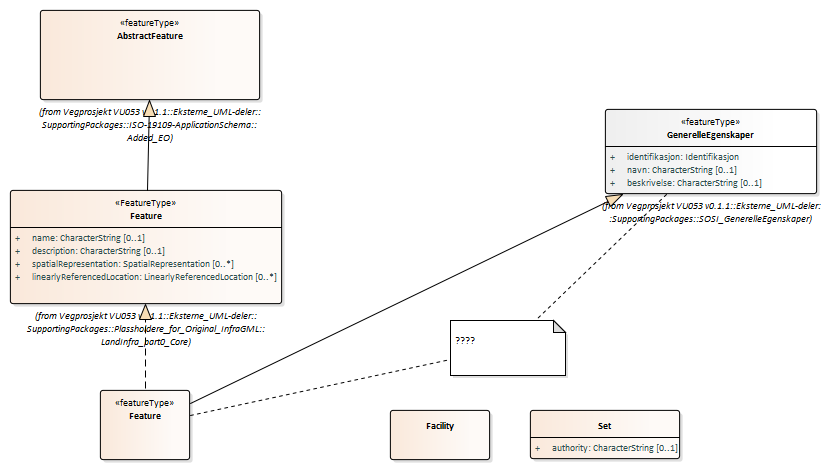 «featureType»
AbstractFeature
(from Vegprosjekt VU053 v0.1.1::Eksterne_UML-deler::
SupportingPackages::ISO-19109-ApplicationSchema::
Added_EO)
«featureType»
GenerelleEgenskaper
+ identifikasjon: Identifikasjon
+ navn: CharacterString [0..1]
+ beskrivelse: CharacterString [0..1]
(from Vegprosjekt VU053 v0.1.1::Eksterne_UML-deler:
:SupportingPackages::SOSI_GenerelleEgenskaper)
«FeatureType»
Feature
+ name: CharacterString [0..1]
+ description: CharacterString [0..1]
+ spatialRepresentation: SpatialRepresentation [0..*]
+ linearlyReferencedLocation: LinearlyReferencedLocation [0..*]
(from Vegprosjekt VU053 v0.1.1::Eksterne_UML-deler::
SupportingPackages::Plassholdere_for_Original_InfraGML::
LandInfra_part0_Core)
????
«featureType»
Feature
Facility
Set
+ authority: CharacterString [0..1]